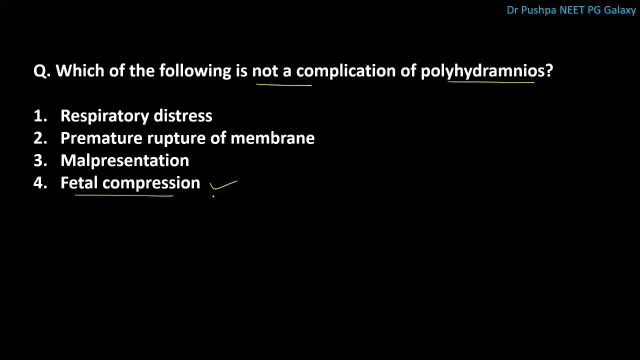 Dr Pushpa NEET PG Galaxy
Q. Which of the following is not a complication of polyhydramnios?
1. Respiratory distress
2. Premature rupture of membrane
3. Malpresentation
4. Fetal compression